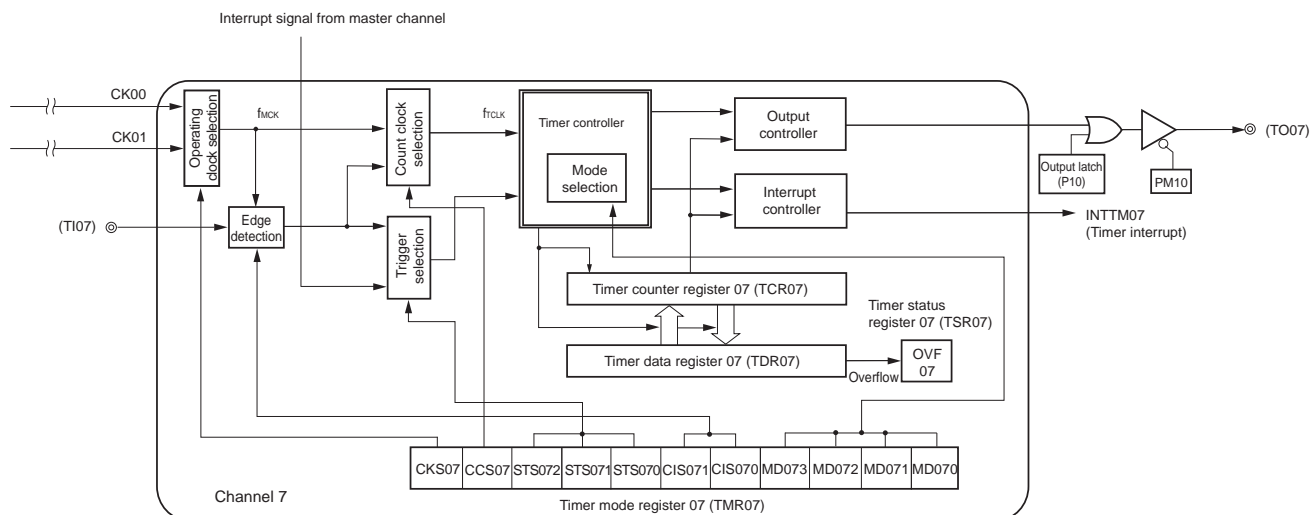 Interrupt signal from master channel
CK00
CK01
Operating
clock selection
fMCK
Count clock
selection
fTCLK
Timer controller
Mode
selection
Output
controller
Interrupt
controller
Output latch
(P10)
PM10
(TO07)
INTTM07
(Timer interrupt)
(TI07)
Edge
detection
Trigger
selection
Timer counter register 07 (TCR07)
Timer status
register 07 (TSR07)
Timer data register 07 (TDR07)
Overflow
OVF
07
CKS07 CCS07 STS072 STS071 STS070 CIS071 CIS070 MD073 MD072 MD071 MD070
Channel 7
Timer mode register 07 (TMR07)